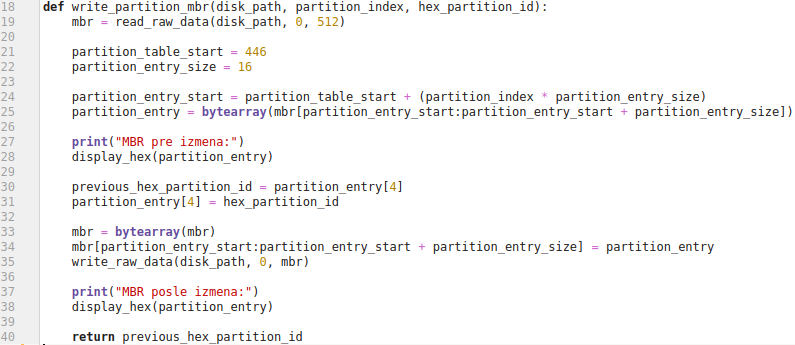 18 def write_partition_mbr(disk_path, partition_index, hex_partition_id):
19     mbr = read_raw_data(disk_path, 0, 512)
20
21     partition_table_start = 446
22     partition_entry_size = 16
23
24     partition_entry_start = partition_table_start + (partition_index * partition_entry_size)
25     partition_entry = bytearray(mbr[partition_entry_start:partition_entry_start + partition_entry_size])
26
27     print("MBR pre izmena:")
28     display_hex(partition_entry)
29
30     previous_hex_partition_id = partition_entry[4]
31     partition_entry[4] = hex_partition_id
32
33     mbr = bytearray(mbr)
34     mbr[partition_entry_start:partition_entry_start + partition_entry_size] = partition_entry
35     write_raw_data(disk_path, 0, mbr)
36
37     print("MBR posle izmena:")
38     display_hex(partition_entry)
39
40     return previous_hex_partition_id